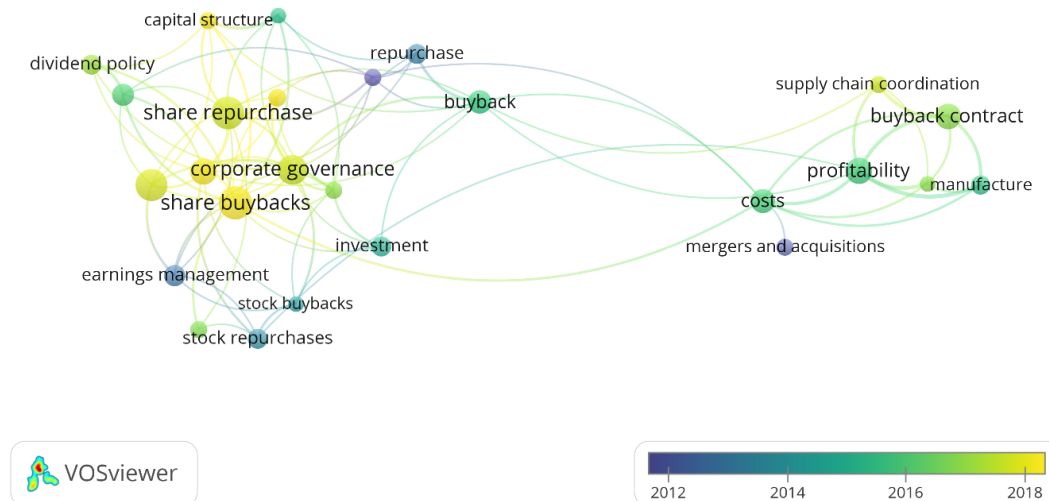 capital structure
repurchase
dividend policy
supply chain coordination
buyback
share repurchase
buyback contract
corporate governance
profitability
manufacture
share buybacks
costs
investment
mergers and acquisitions
earnings management
stock buybacks
stock repurchases
VOSviewer
2012 2014 2016 2018